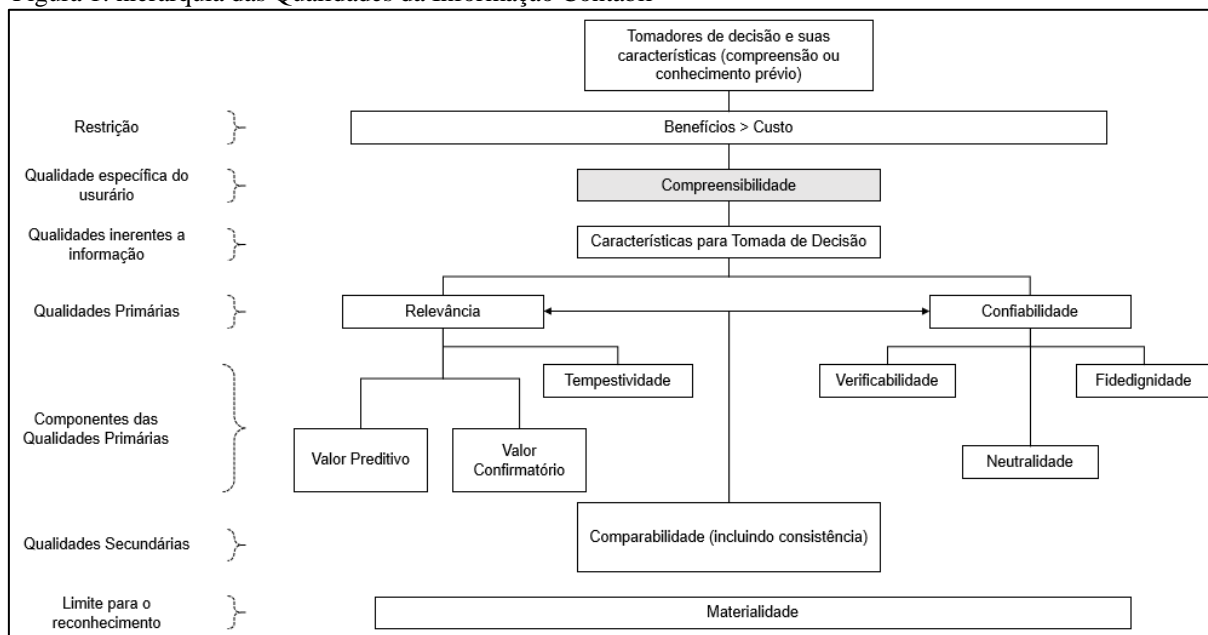 Figura 1: hierarquia das Qualidades da Informação Contábil
Tomadores de decisão e suas
características (compreensão ou
conhecimento prévio)
Restrição
Benefícios > Custo
Qualidade específica do
usurário
Compreensibilidade
Qualidades inerentes a
informação
Características para Tomada de Decisão
Qualidades Primárias
Relevância
Confiabilidade
Tempestividade
Verificabilidade
Fidedignidade
Componentes das
Qualidades Primárias
Valor Preditivo
Valor
Confirmatório
Neutralidade
Qualidades Secundárias
Comparabilidade (incluindo consistência)
Limite para o
reconhecimento
Materialidade